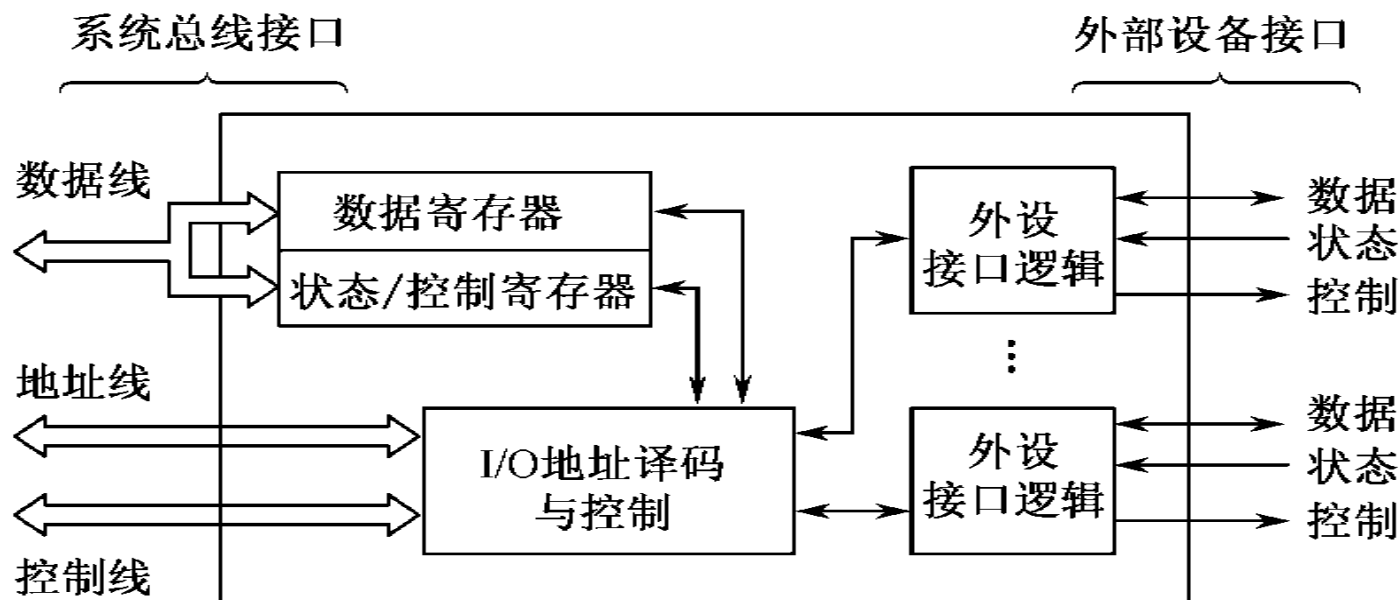 系统总线接口
外部设备接口
数据线
数据寄存器
状态/控制寄存器
外设
接口逻辑
数据
状态
控制
地址线
I/O地址译码
与控制
外设
接口逻辑
数据
状态
控制
控制线